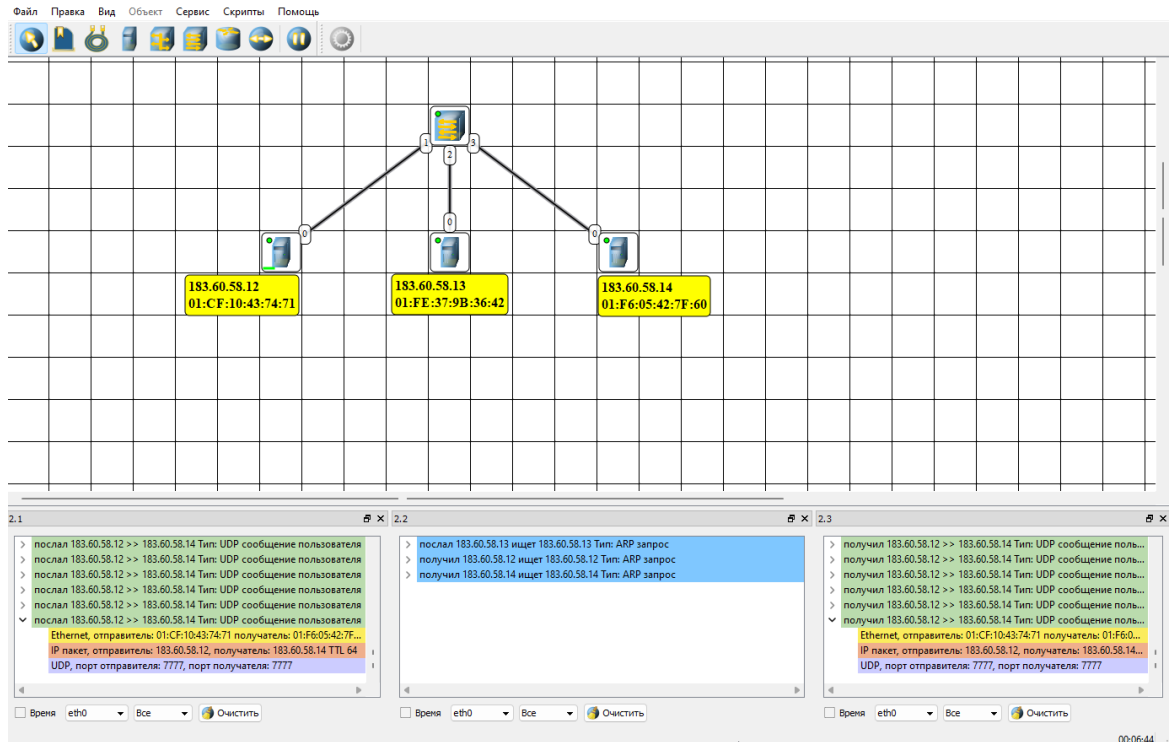 Файл Правка Вид Объект Сервис Скрипты Помощь
1 2 3
0 0 0
183.60.58.12
01:CF:10:43:74:71
183.60.58.13
01:FE:37:9B:36:42
183.60.58.14
01:F6:05:42:7F:60
2.1
послал 183.60.58.12 >> 183.60.58.14 Тип: UDP сообщение пользователя
послал 183.60.58.12 >> 183.60.58.14 Тип: UDP сообщение пользователя
послал 183.60.58.12 >> 183.60.58.14 Тип: UDP сообщение пользователя
послал 183.60.58.12 >> 183.60.58.14 Тип: UDP сообщение пользователя
послал 183.60.58.12 >> 183.60.58.14 Тип: UDP сообщение пользователя
послал 183.60.58.12 >> 183.60.58.14 Тип: UDP сообщение пользователя
Ethernet, отправитель: 01:CF:10:43:74:71 получатель: 01:F6:05:42:7F...
IP пакет, отправитель: 183.60.58.12, получатель: 183.60.58.14 TTL 64
UDP, порт отправителя: 7777, порт получателя: 7777
Время eth0 Все Очистить
2.2
послал 183.60.58.13 ищет 183.60.58.13 Тип: ARP запрос
получил 183.60.58.12 ищет 183.60.58.12 Тип: ARP запрос
получил 183.60.58.14 ищет 183.60.58.14 Тип: ARP запрос
Время eth0 Все Очистить
2.3
получил 183.60.58.12 >> 183.60.58.14 Тип: UDP сообщение поль...
получил 183.60.58.12 >> 183.60.58.14 Тип: UDP сообщение поль...
получил 183.60.58.12 >> 183.60.58.14 Тип: UDP сообщение поль...
получил 183.60.58.12 >> 183.60.58.14 Тип: UDP сообщение поль...
получил 183.60.58.12 >> 183.60.58.14 Тип: UDP сообщение поль...
получил 183.60.58.12 >> 183.60.58.14 Тип: UDP сообщение поль...
Ethernet, отправитель: 01:CF:10:43:74:71 получатель: 01:F6:0...
IP пакет, отправитель: 183.60.58.12, получатель: 183.60.58.14...
UDP, порт отправителя: 7777, порт получателя: 7777
Время eth0 Все Очистить
00:06:44